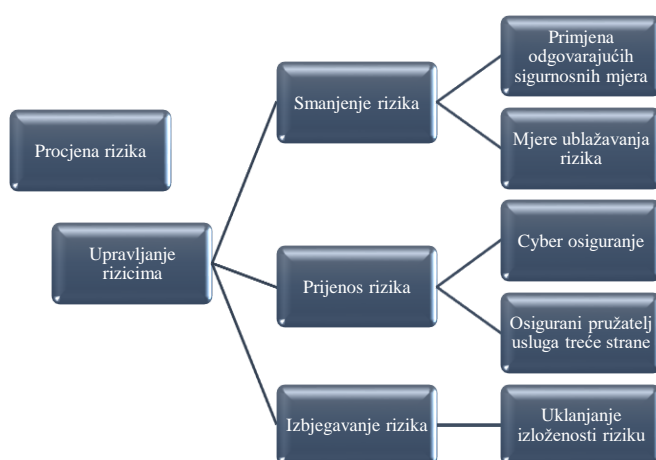 Procjena rizika
Upravljanje
rizicima
Smanjenje rizika
Primjena
odgovarajućih
sigurnosnih mjera
Mjere ublažavanja
rizika
Prijenos rizika
Cyber osiguranje
Osigurani pružatelj
usluga treće strane
Izbjegavanje rizika
Uklanjanje
izloženosti riziku